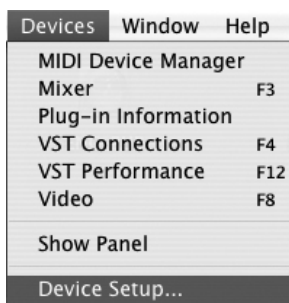 Devices Window Help
MIDI Device Manager
Mixer F3
Plug-in Information
VST Connections F4
VST Performance F12
Video F8
Show Panel
Device Setup...